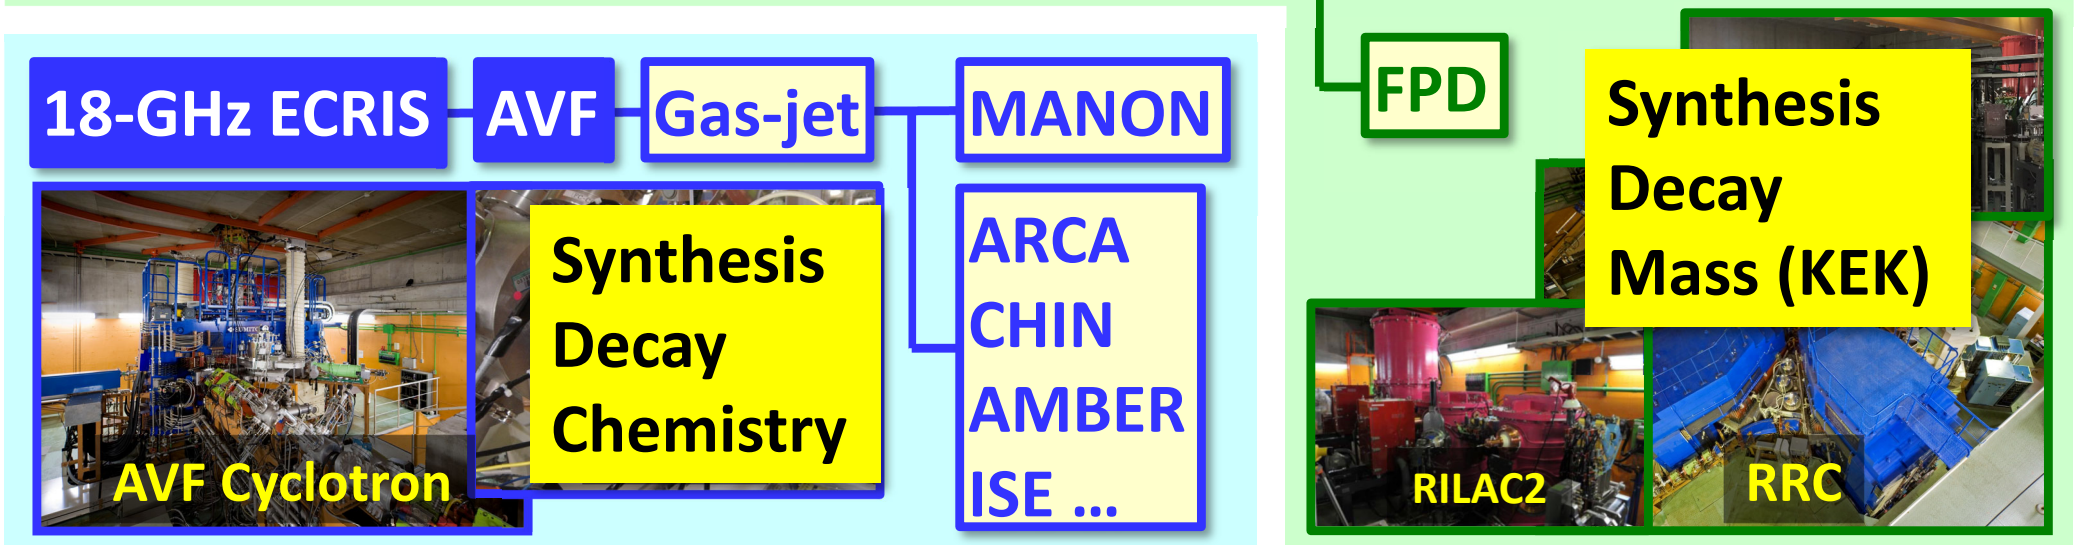 18-GHz ECRIS
AVF
Gas-jet
MANON
ARCA
CHIN
AMBER
ISE ...
Synthesis
Decay
Chemistry
AVF Cyclotron
FPD
Synthesis
Decay
Mass (KEK)
RILAC2
RRC